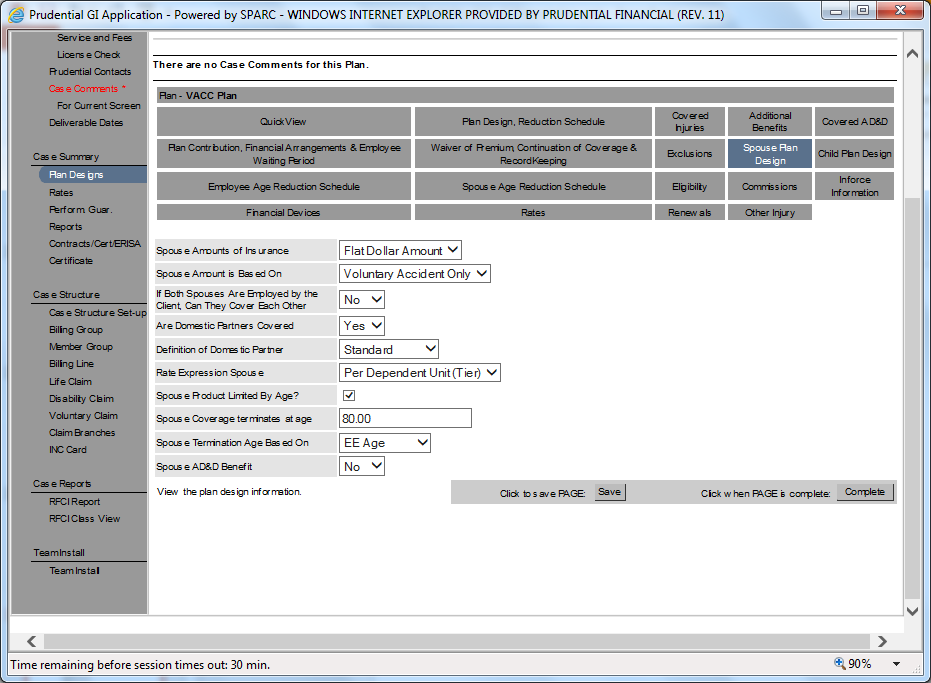 Prudential GI Application - Powered by SPARC - WINDOWS INTERNET EXPLORER PROVIDED BY PRUDENTIAL FINANCIAL (REV. 11)
Service and Fees
License Check
Prudential Contacts
Case Comments *
For Current Screen
Deliverable Dates
Case Summary
Plan Designs
Rates
Perform. Guar.
Reports
Contracts/Cert/ERISA
Certificate
Case Structure
Case Structure Set-up
Billing Group
Member Group
Billing Line
Life Claim
Disability Claim
Voluntary Claim
Claim Branches
INC Card
Case Reports
RFCI Report
RFCI Class View
TeamInstall
TeamInstall
There are no Case Comments for this Plan.
Plan - VACC Plan
QuickView
Plan Design, Reduction Schedule
Covered
Injuries
Additional
Benefits
Covered AD&D
Plan Contribution, Financial Arrangements & Employee
Waiting Period
Waiver of Premium, Continuation of Coverage &
RecordKeeping
Exclusions
Spouse Plan
Design
Child Plan Design
Employee Age Reduction Schedule
Spouse Age Reduction Schedule
Eligibility
Commissions
Inforce
Information
Financial Devices
Rates
Renewals
Other Injury
Spouse Amounts of Insurance Flat Dollar Amount
Spouse Amount is Based On Voluntary Accident Only
If Both Spouses Are Employed by the
Client, Can They Cover Each Other No
Are Domestic Partners Covered Yes
Definition of Domestic Partner Standard
Rate Expression Spouse Per Dependent Unit (Tier)
Spouse Product Limited By Age?
Spouse Coverage terminates at age 80.00
Spouse Termination Age Based On EE Age
Spouse AD&D Benefit No
View the plan design information. Click to save PAGE: Save Click when PAGE is complete: Complete
Time remaining before session times out: 30 min. 90%